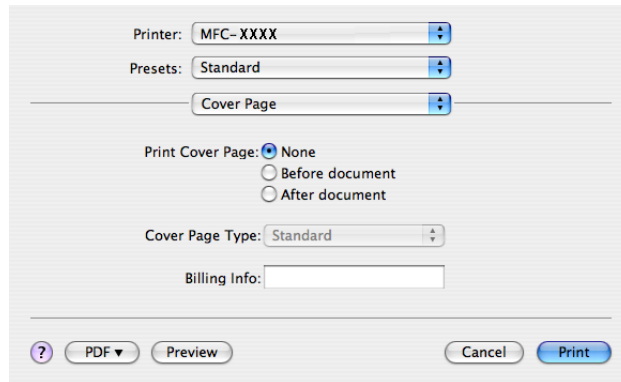 Printer: MFC-XXXX
Presets: Standard
Cover Page
Print Cover Page: None
Before document
After document
Cover Page Type: Standard
Billing Info:
? PDF ▼ Preview Cancel Print